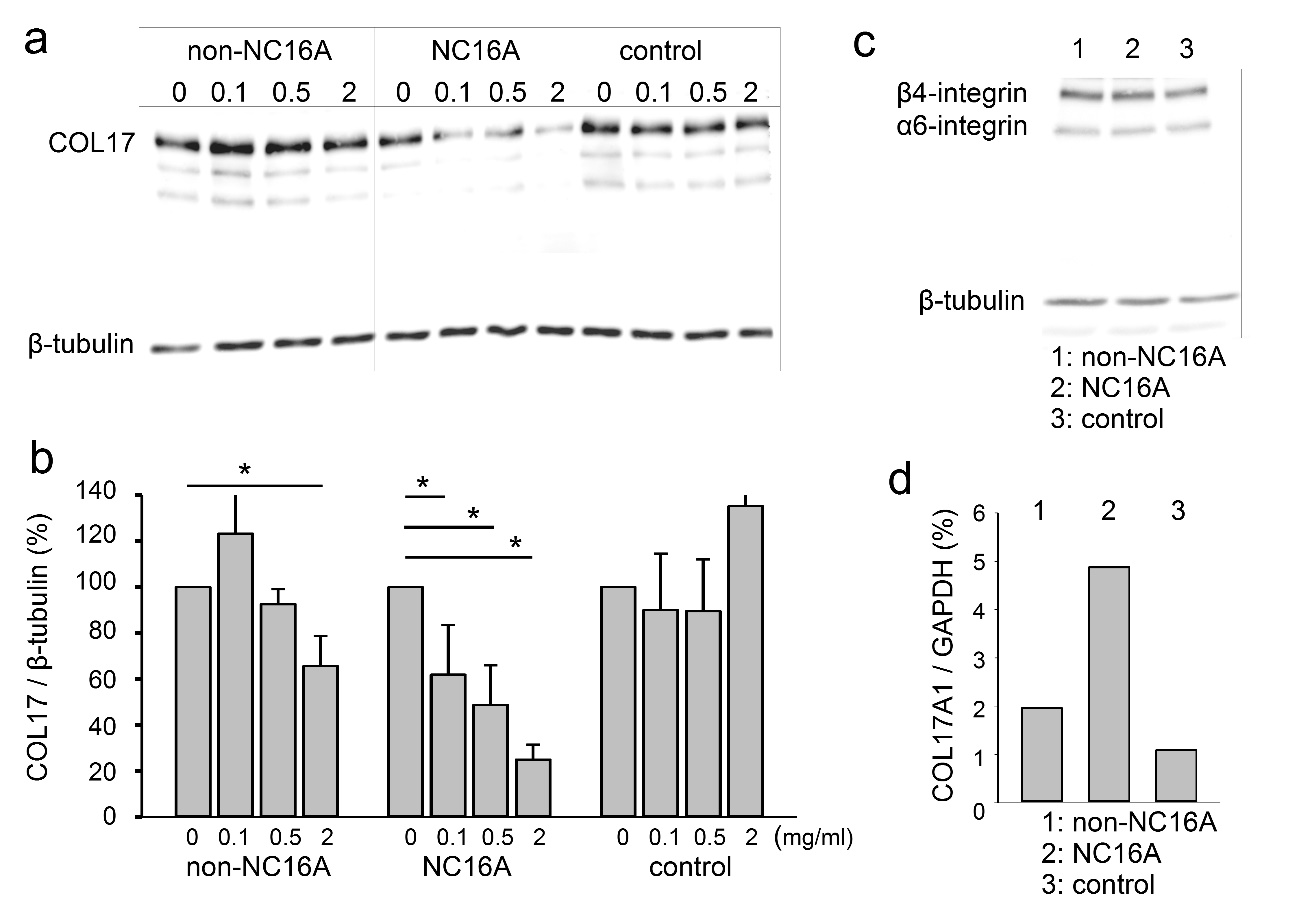 a
non-NC16A NC16A control
0 0.1 0.5 2 0 0.1 0.5 2 0 0.1 0.5 2
COL17
β-tubulin
b
COL17 / β-tubulin (%)
140
120
100
80
60
40
20
0
* * * *
0 0.1 0.5 2 0 0.1 0.5 2 0 0.1 0.5 2 (mg/ml)
non-NC16A NC16A control
c
1 2 3
β4-integrin
α6-integrin
β-tubulin
1: non-NC16A
2: NC16A
3: control
d
COL17A1 / GAPDH (%)
6
5
4
3
2
1
0
1 2 3
1: non-NC16A
2: NC16A
3: control